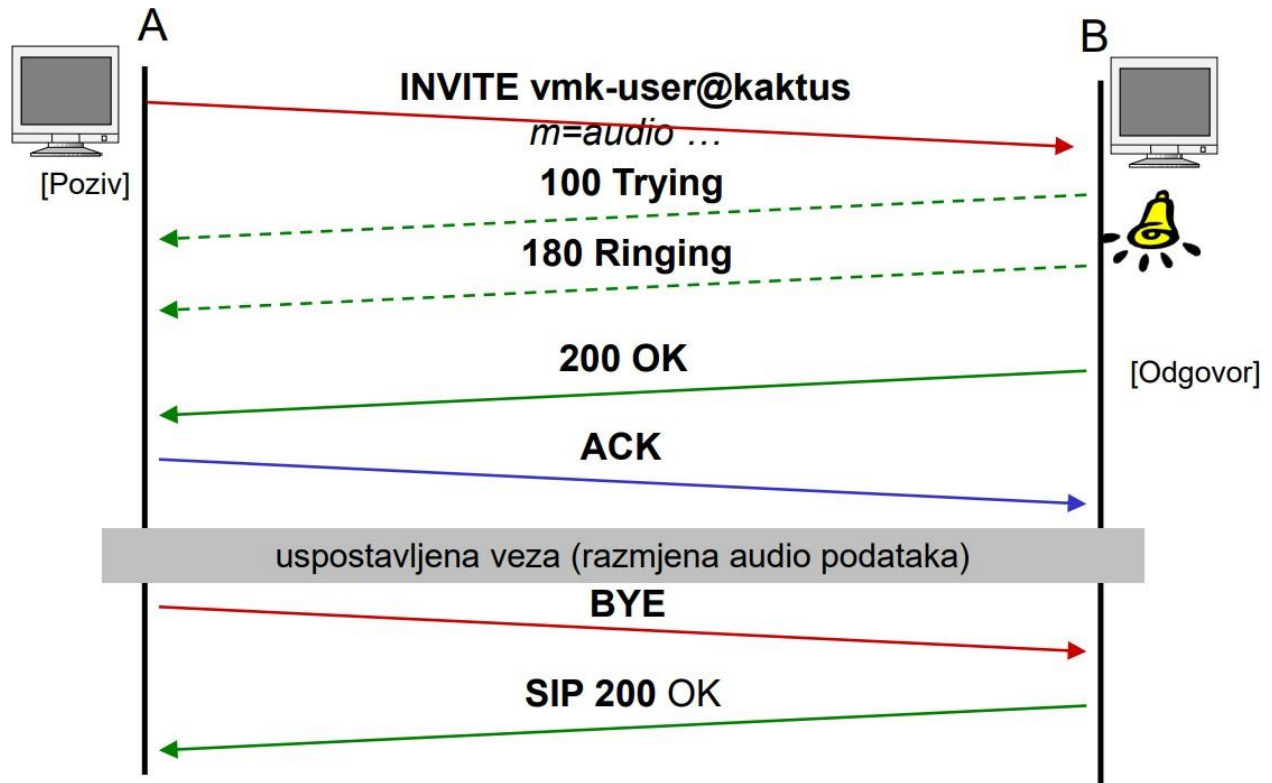 A
B
INVITE vmk-user@kaktus
m=audio …
[Poziv]
100 Trying
180 Ringing
200 OK
[Odgovor]
ACK
uspostavljena veza (razmjena audio podataka)
BYE
SIP 200 OK